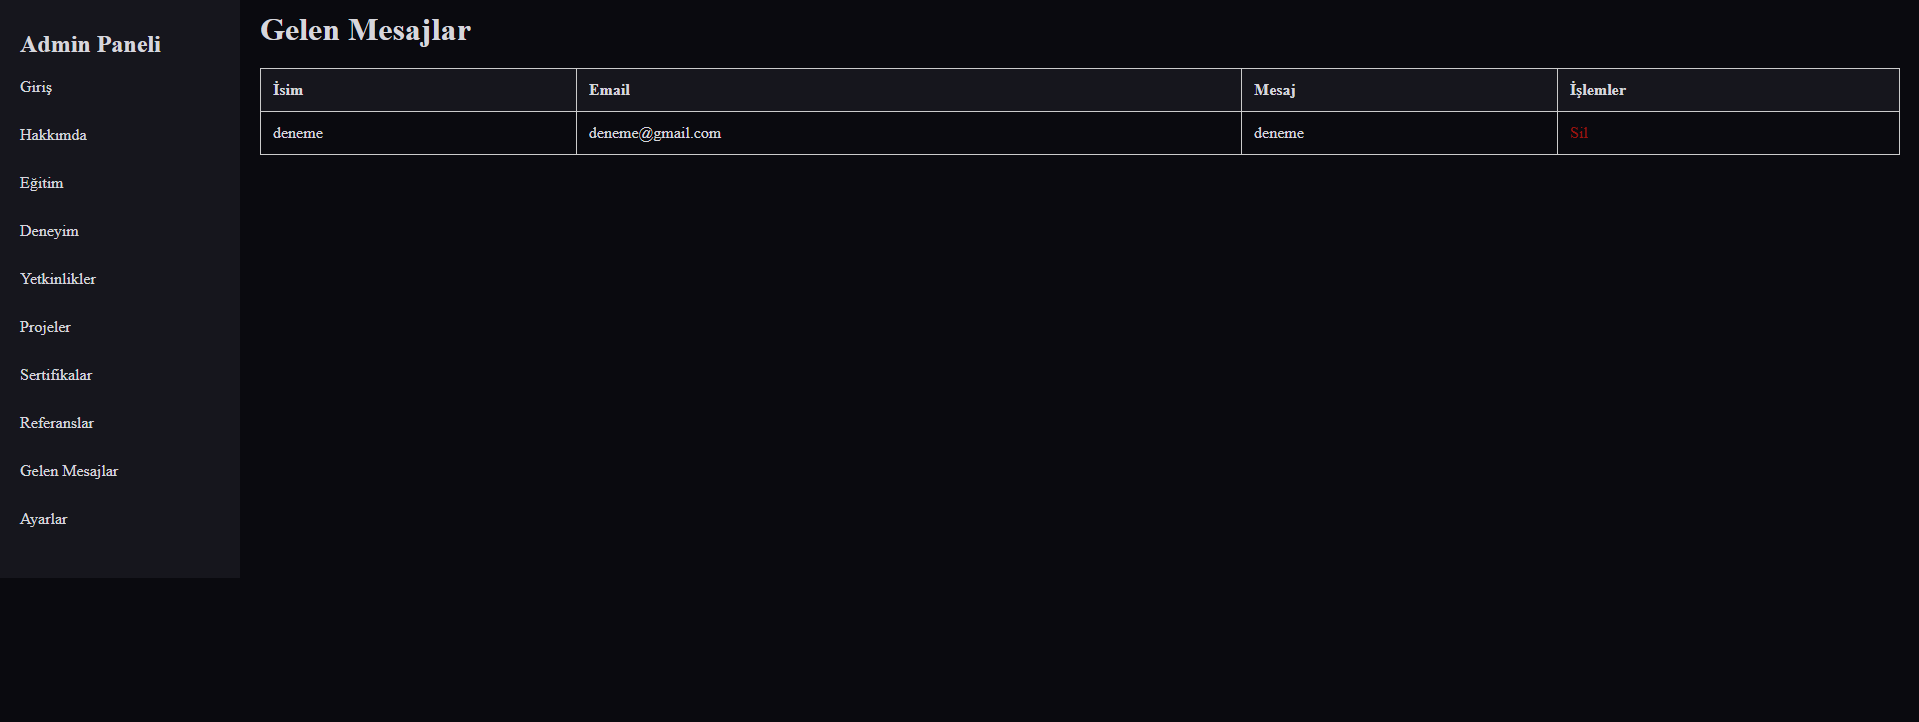 Admin Paneli
Giriş
Hakkımda
Eğitim
Deneyim
Yetkinlikler
Projeler
Sertifikalar
Referanslar
Gelen Mesajlar
Ayarlar
Gelen Mesajlar
İsim Email Mesaj İşlemler
deneme deneme@gmail.com deneme Sil